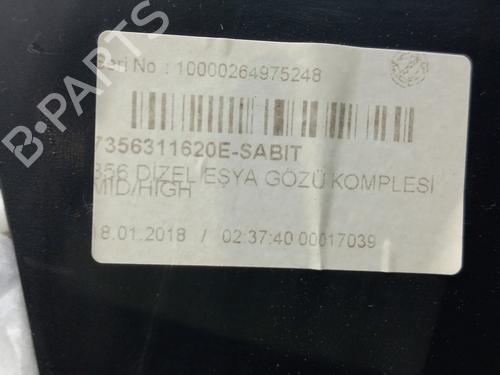 Seri No : 10000264975248
7356311620E-SABIT
356 DİZEL EŞYA GÖZÜ KOMPLESİ
MID/HIGH
18.01.2018 / 02:37:40 00017039
B-PARTS